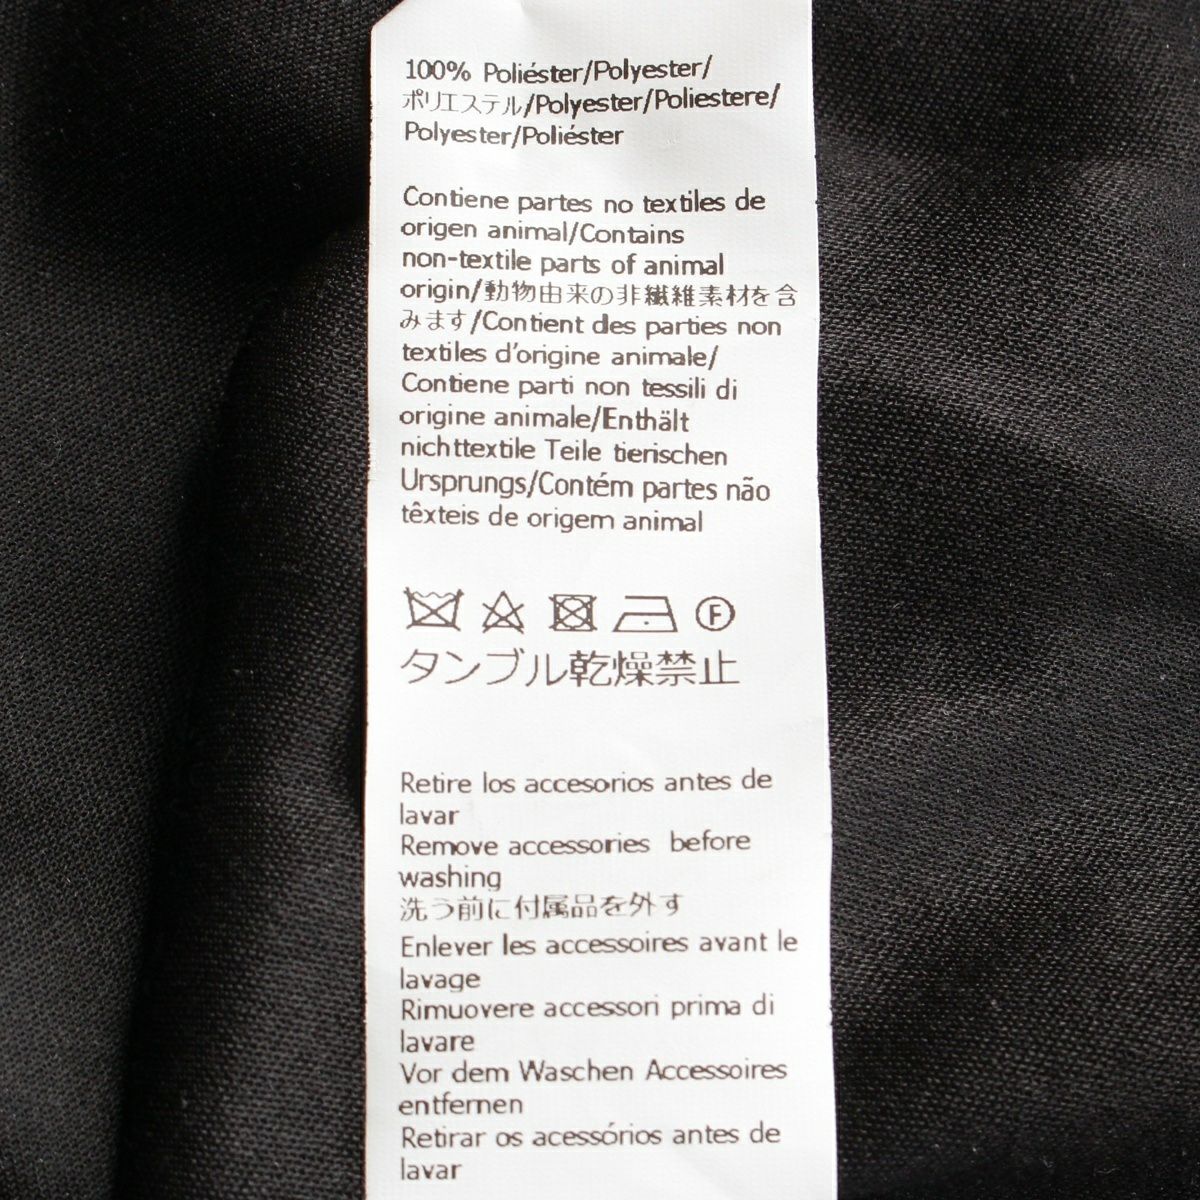 100% Poliéster/Polyester/
ポリエステル/Polyester/Poliestere/
Polyester/Poliéster
Contiene partes no textiles de
origen animal/Contains
non-textile parts of animal
origin/動物由来の非繊維素材を含
みます/Contient des parties non
textiles d'origine animale/
Contiene parti non tessili di
origine animale/Enthält
nichttextile Teile tierischen
Ursprungs/Contém partes não
têxteis de origem animal
F
タンブル乾燥禁止
Retire los accesorios antes de
lavar
Remove accessories before
washing
洗う前に付属品を外す
Enlever les accessoires avant le
lavage
Rimuovere accessori prima di
lavare
Vor dem Waschen Accessoires
entfernen
Retirar os acessórios antes de
lavar